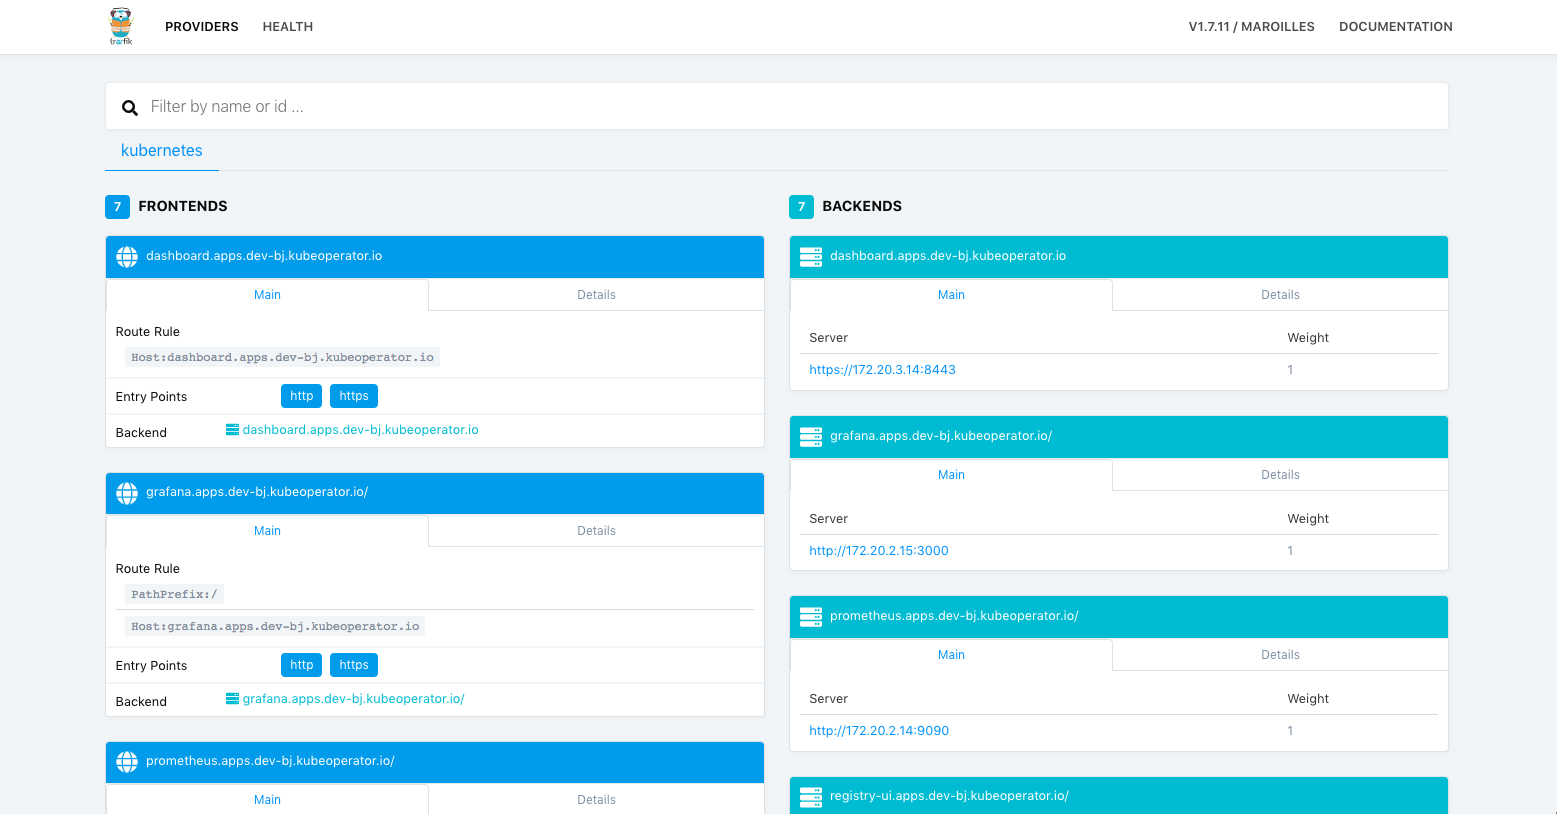 træfik
PROVIDERS
HEALTH
V1.7.11 / MAROILLES
DOCUMENTATION
Filter by name or id ...
kubernetes
7 FRONTENDS
dashboard.apps.dev-bj.kubeoperator.io
Main
Details
Route Rule
Host:dashboard.apps.dev-bj.kubeoperator.io
Entry Points http https
Backend dashboard.apps.dev-bj.kubeoperator.io
grafana.apps.dev-bj.kubeoperator.io/
Main
Details
Route Rule
PathPrefix:/
Host:grafana.apps.dev-bj.kubeoperator.io
Entry Points http https
Backend grafana.apps.dev-bj.kubeoperator.io/
prometheus.apps.dev-bj.kubeoperator.io/
Main
Details
7 BACKENDS
dashboard.apps.dev-bj.kubeoperator.io
Main
Details
Server Weight
https://172.20.3.14:8443 1
grafana.apps.dev-bj.kubeoperator.io/
Main
Details
Server Weight
http://172.20.2.15:3000 1
prometheus.apps.dev-bj.kubeoperator.io/
Main
Details
Server Weight
http://172.20.2.14:9090 1
registry-ui.apps.dev-bj.kubeoperator.io/